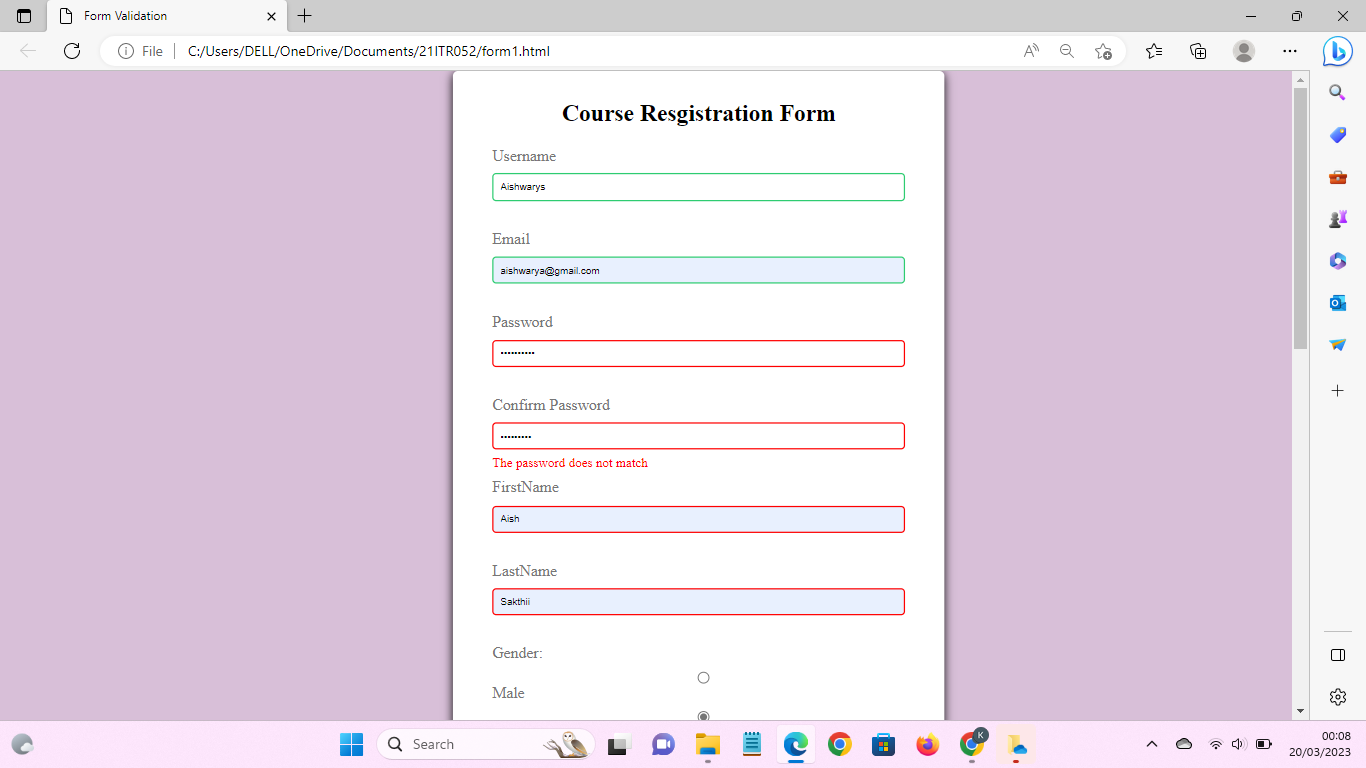 Form Validation
File
C:/Users/DELL/OneDrive/Documents/21ITR052/form1.html
Course Resgistration Form
Username
Aishwarys
Email
aishwarya@gmail.com
Password
••••••••••
Confirm Password
•••••••••
The password does not match
FirstName
Aish
LastName
Sakthii
Gender:
Male
Search
K
00:08
20/03/2023